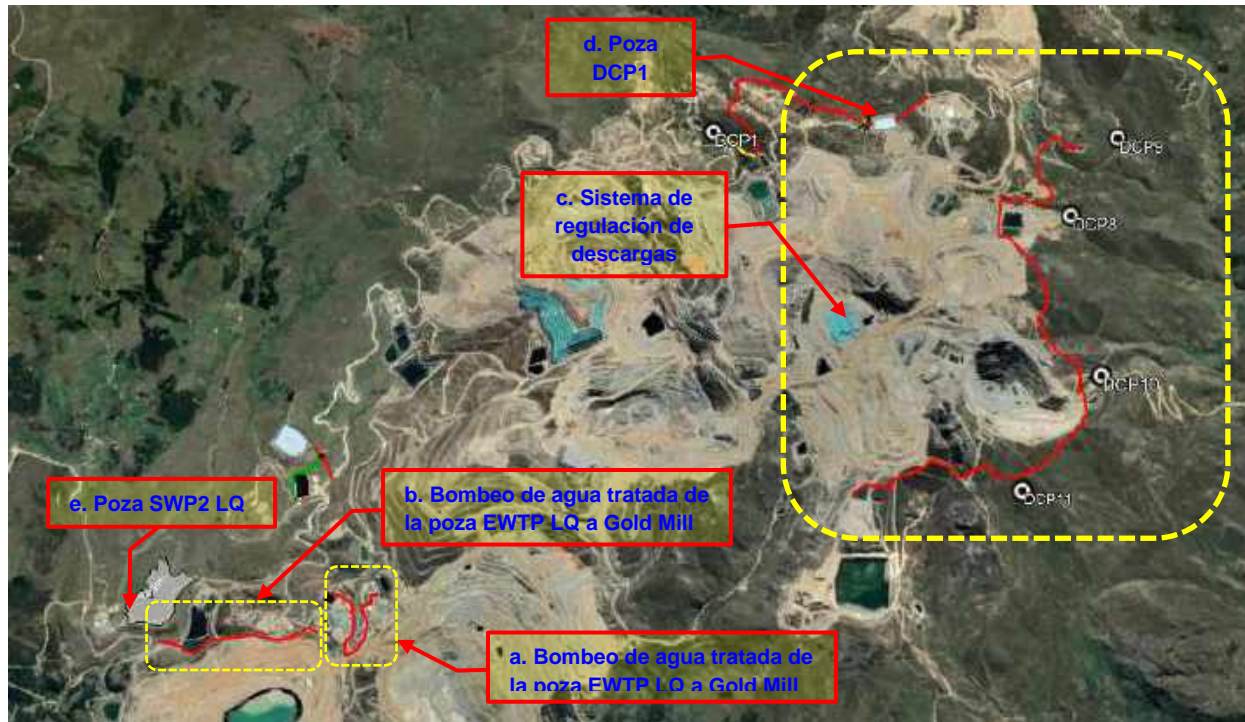 d. Poza
DCP1
DCP1
DCP9
c. Sistema de
regulación de
descargas
DCP8
DCP10
e. Poza SWP2 LQ
b. Bombeo de agua tratada de
la poza EWTP LQ a Gold Mill
DCP11
a. Bombeo de agua tratada de
la poza EWTP LQ a Gold Mill